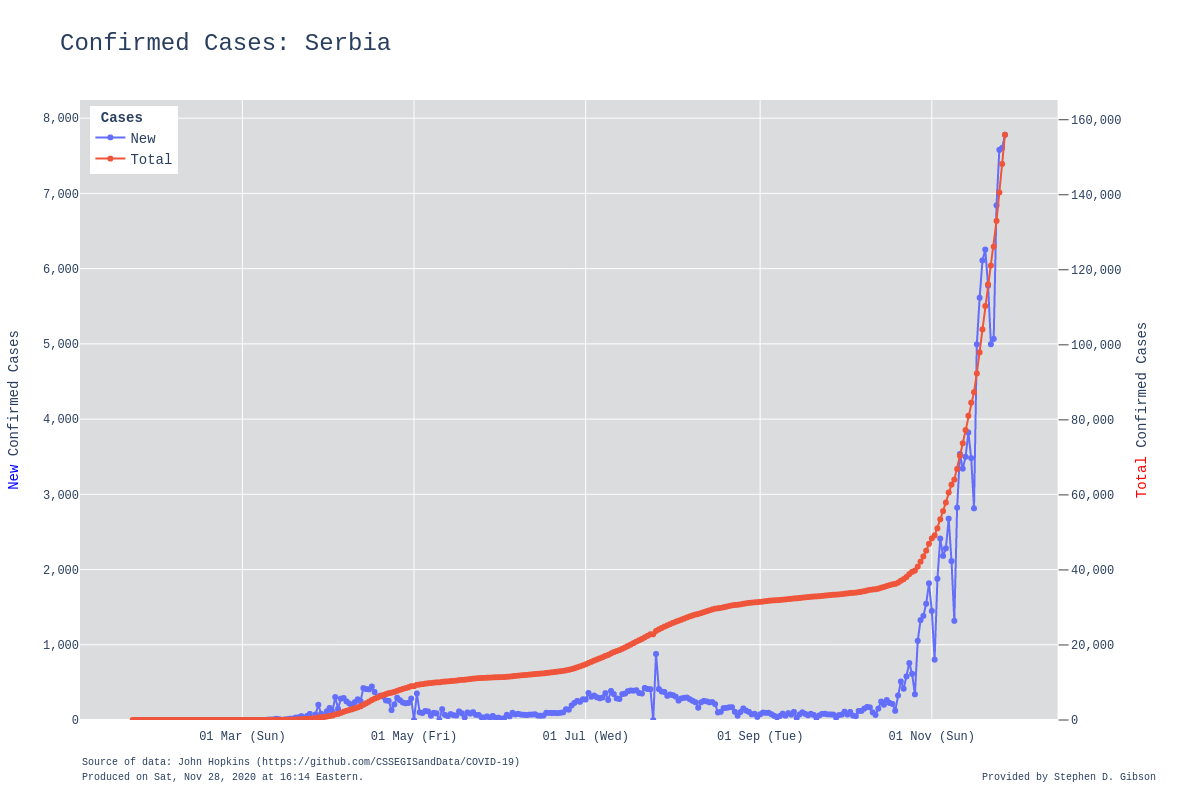 Confirmed Cases: Serbia
Cases
New
Total
8,000
7,000
6,000
5,000
4,000
3,000
2,000
1,000
0
New Confirmed Cases
160,000
140,000
120,000
100,000
80,000
60,000
40,000
20,000
0
Total Confirmed Cases
01 Mar (Sun)
01 May (Fri)
01 Jul (Wed)
01 Sep (Tue)
01 Nov (Sun)
Source of data: John Hopkins (https://github.com/CSSEGISandData/COVID-19)
Produced on Sat, Nov 28, 2020 at 16:14 Eastern.
Provided by Stephen D. Gibson